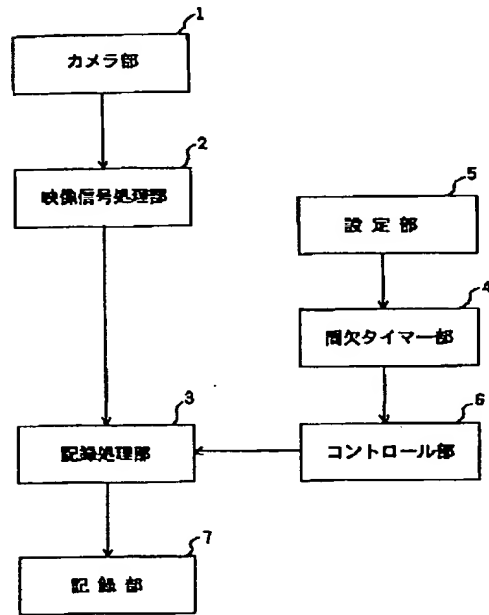 1
カメラ部
2
映像信号処理部
5
設定部
4
間欠タイマー部
3
記録処理部
6
コントロール部
7
記録部